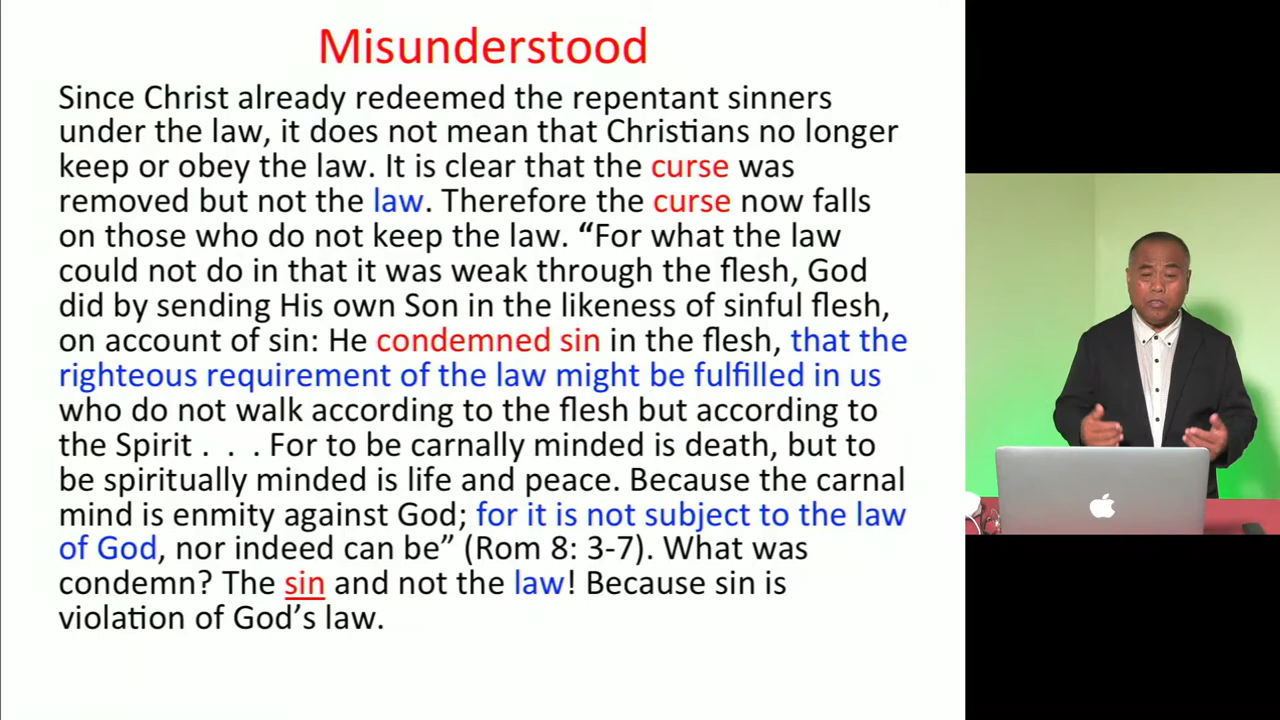 Misunderstood
Since Christ already redeemed the repentant sinners
under the law, it does not mean that Christians no longer
keep or obey the law. It is clear that the curse was
removed but not the law. Therefore the curse now falls
on those who do not keep the law. “For what the law
could not do in that it was weak through the flesh, God
did by sending His own Son in the likeness of sinful flesh,
on account of sin: He condemned sin in the flesh, that the
righteous requirement of the law might be fulfilled in us
who do not walk according to the flesh but according to
the Spirit . . . For to be carnally minded is death, but to
be spiritually minded is life and peace. Because the carnal
mind is enmity against God; for it is not subject to the law
of God, nor indeed can be” (Rom 8: 3-7). What was
condemn? The sin and not the law! Because sin is
violation of God’s law.